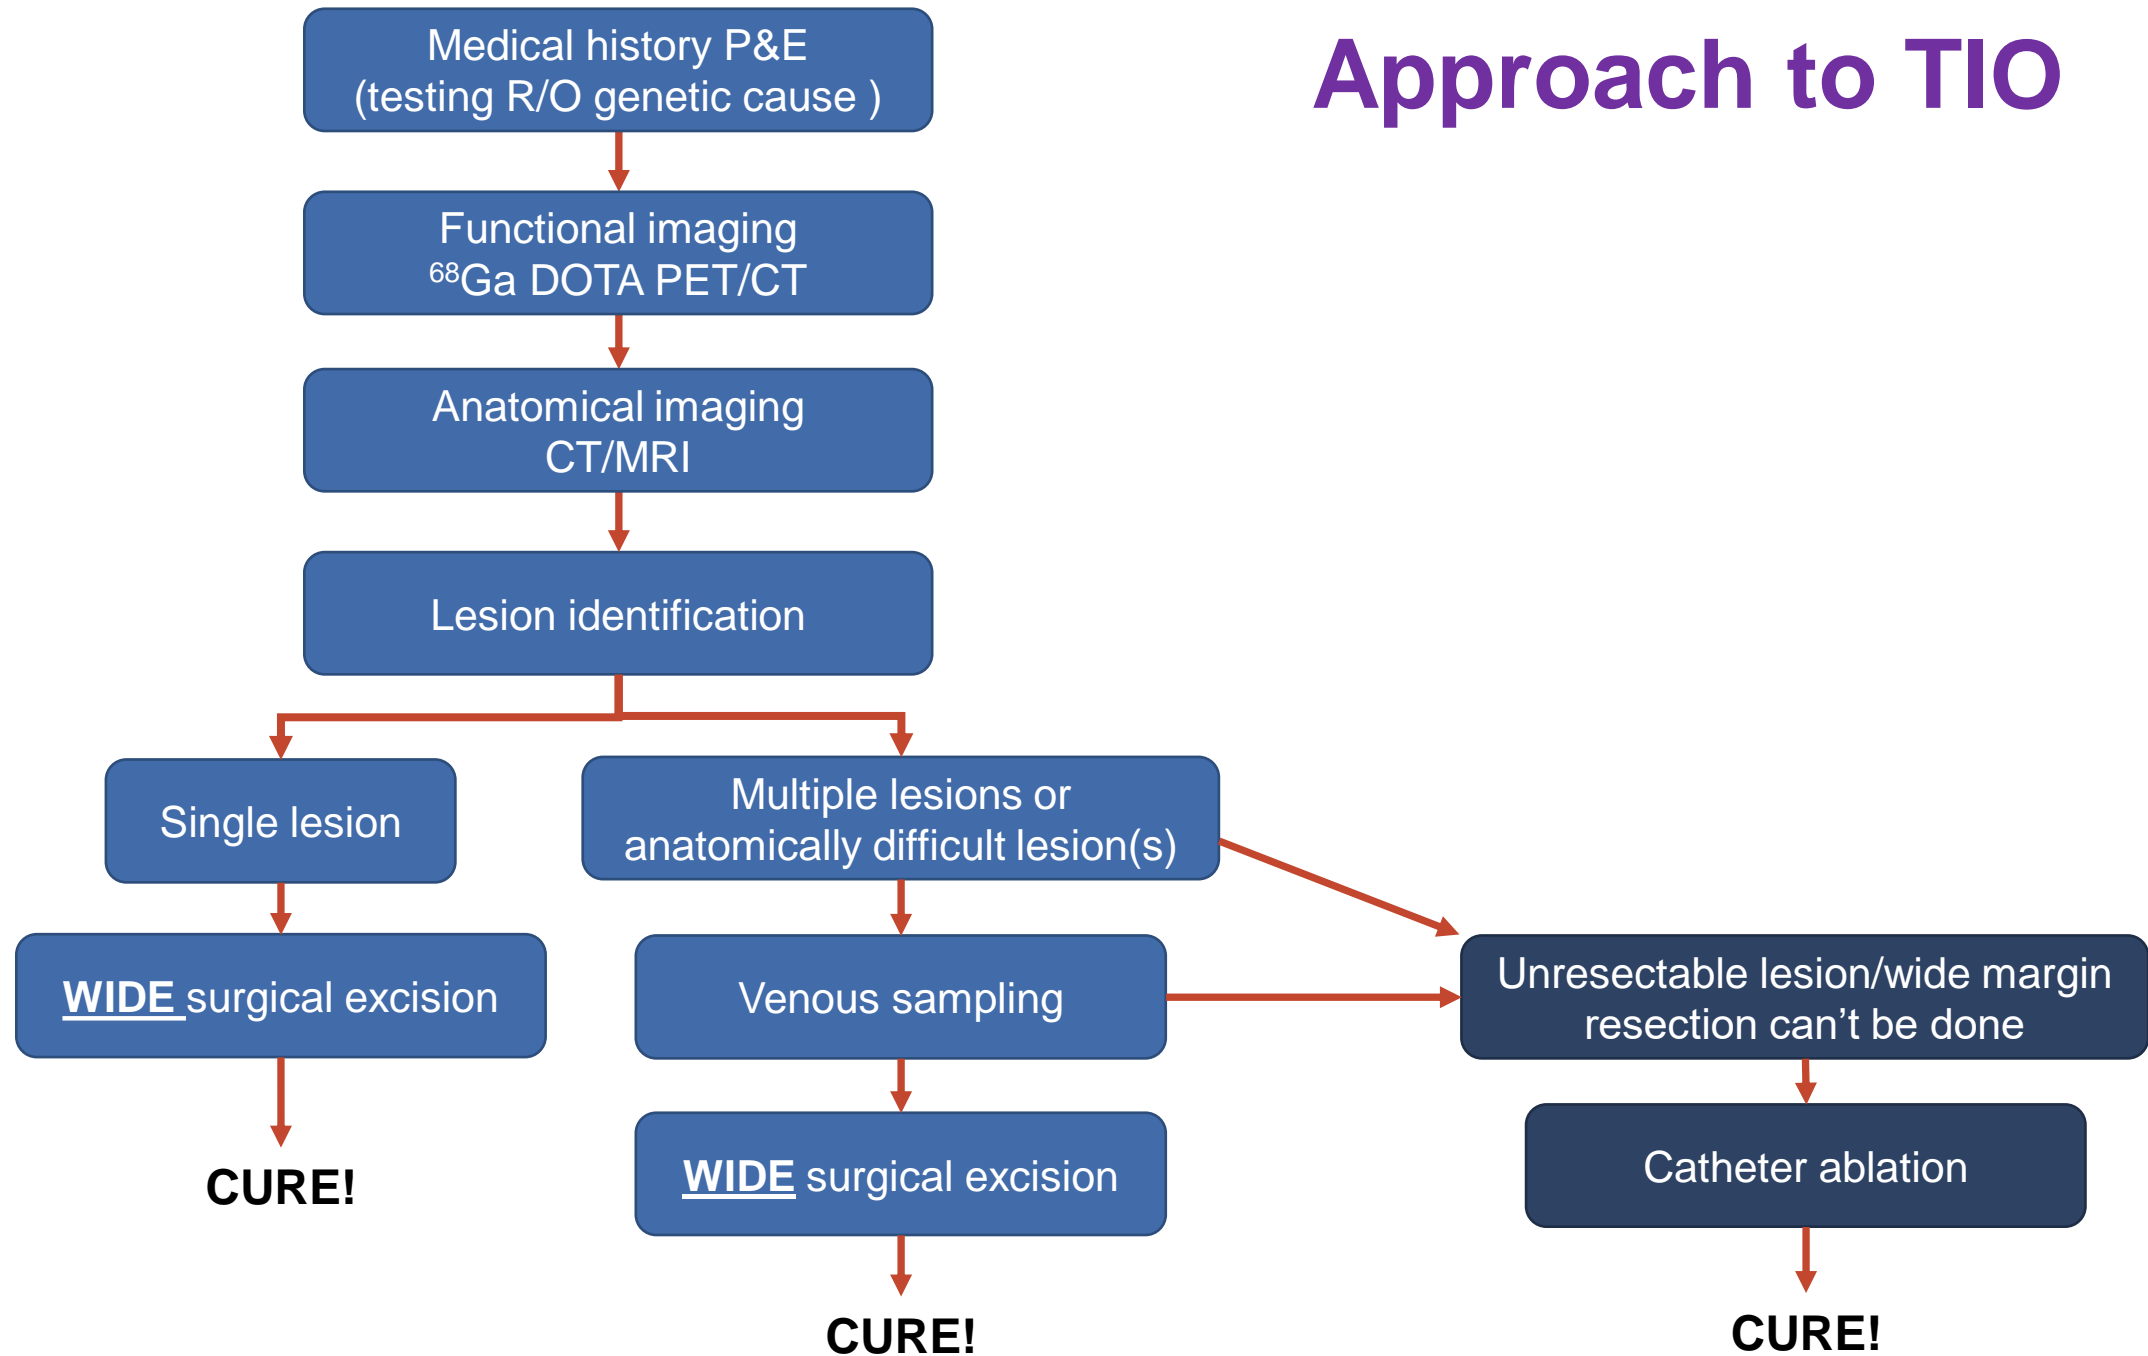 Approach to TIO
Medical history P&E
(testing R/O genetic cause )
Functional imaging
⁶⁸Ga DOTA PET/CT
Anatomical imaging
CT/MRI
Lesion identification
Single lesion
Multiple lesions or
anatomically difficult lesion(s)
WIDE surgical excision
Venous sampling
Unresectable lesion/wide margin
resection can’t be done
WIDE surgical excision
Catheter ablation
CURE!
CURE!
CURE!